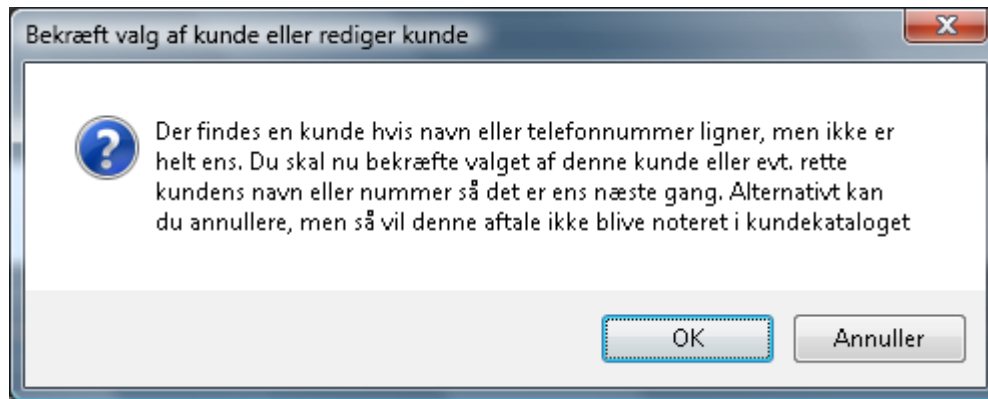 Bekræft valg af kunde eller rediger kunde
Der findes en kunde hvis navn eller telefonnummer ligner, men ikke er
helt ens. Du skal nu bekræfte valget af denne kunde eller evt. rette
kundens navn eller nummer så det er ens næste gang. Alternativt kan
du annullere, men så vil denne aftale ikke blive noteret i kundekataloget
OK
Annuller